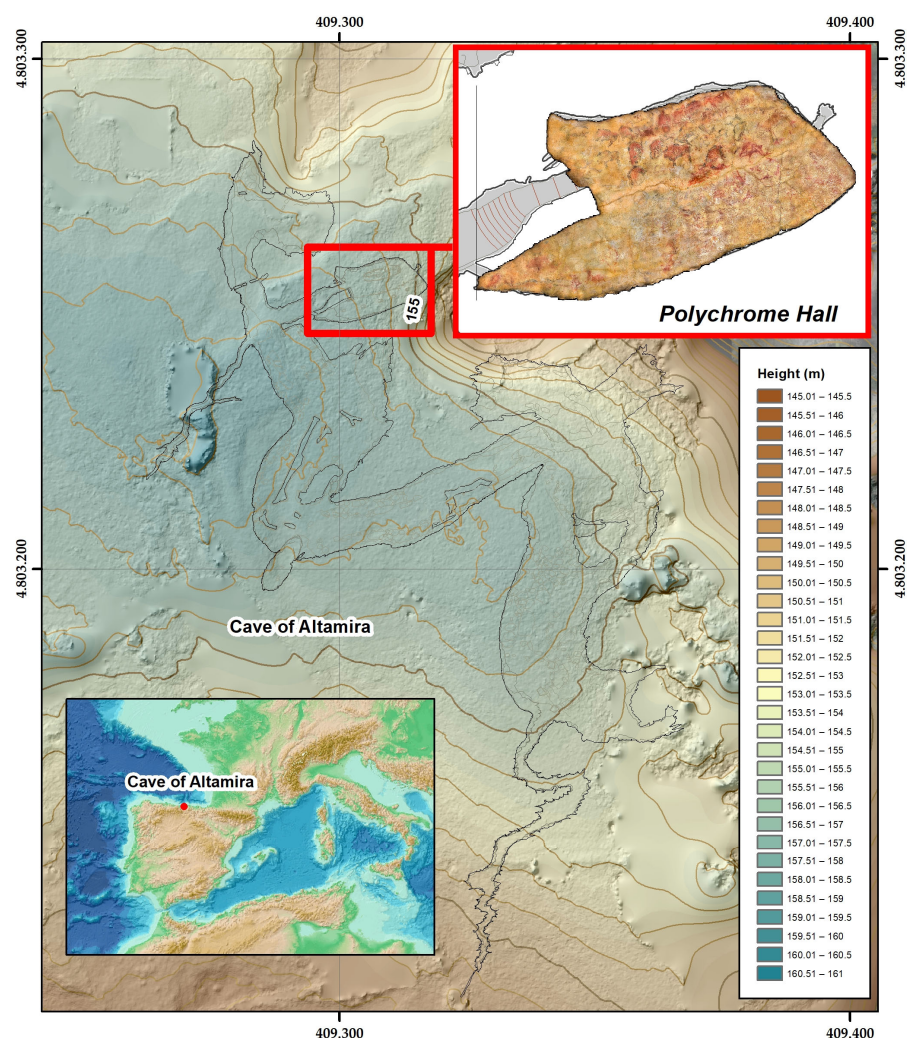 409.300
409.400
4.803.300
4.803.300
Polychrome Hall
155
Height (m)
145.01 – 145.5
145.51 – 146
146.01 – 146.5
146.51 – 147
147.01 – 147.5
147.51 – 148
148.01 – 148.5
148.51 – 149
149.01 – 149.5
149.51 – 150
150.01 – 150.5
150.51 – 151
151.01 – 151.5
151.51 – 152
152.01 – 152.5
152.51 – 153
153.01 – 153.5
153.51 – 154
154.01 – 154.5
154.51 – 155
155.01 – 155.5
155.51 – 156
156.01 – 156.5
156.51 – 157
157.01 – 157.5
157.51 – 158
158.01 – 158.5
158.51 – 159
159.01 – 159.5
159.51 – 160
160.01 – 160.5
160.51 – 161
4.803.200
4.803.200
Cave of Altamira
Cave of Altamira
409.300
409.400